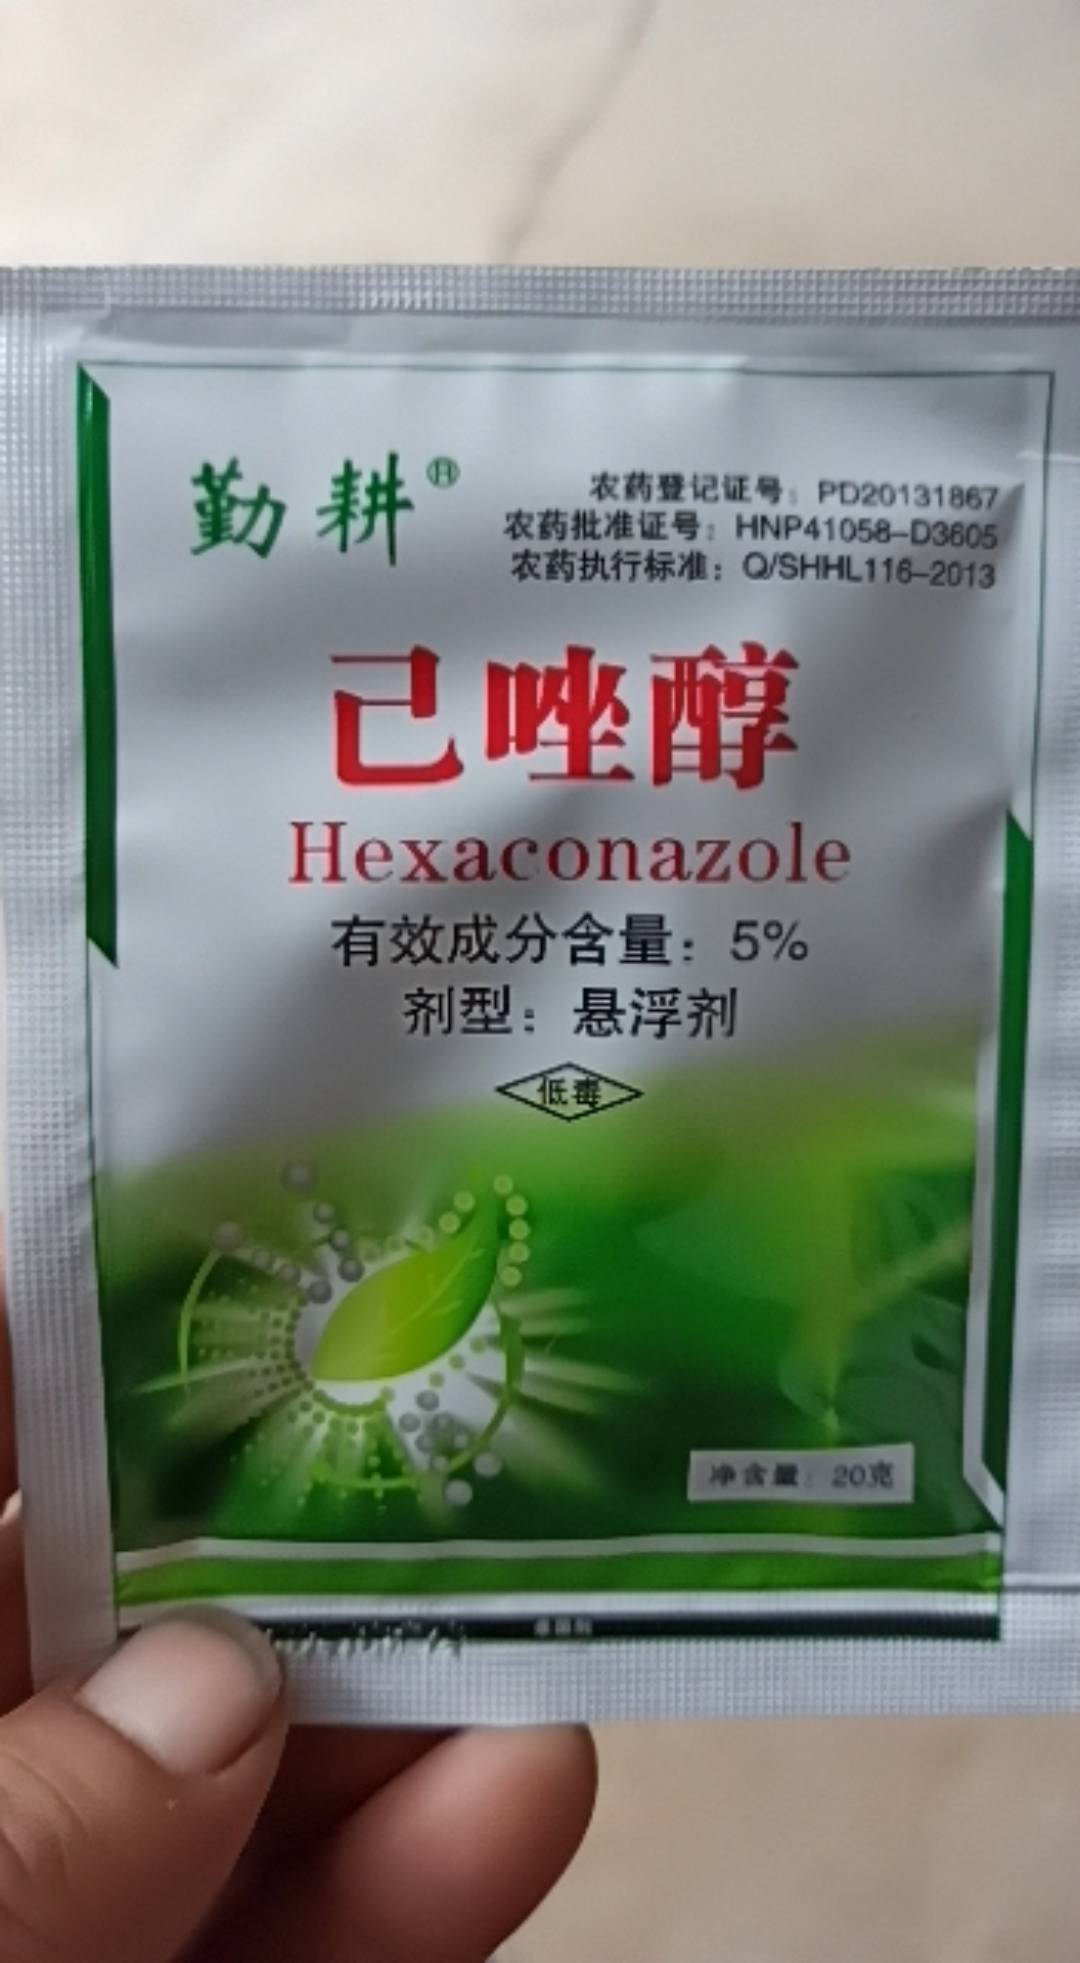 勤耕®
农药登记证号：PD20131867
农药批准证号：HNP41058-D3605
农药执行标准：Q/SHHL116-2013
己唑醇
Hexaconazole
有效成分含量：5%
剂型：悬浮剂
低毒
净含量：20克